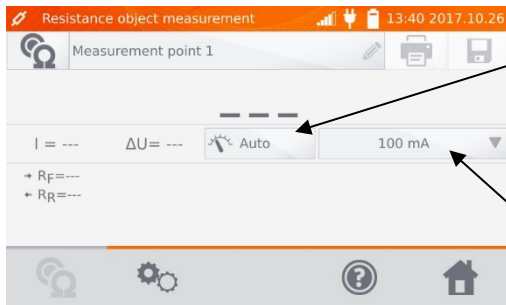 Resistance object measurement 13:40 2017.10.26
Measurement point 1
---
I = --- ΔU= --- Auto 100 mA
→ RF=---
← RR=---